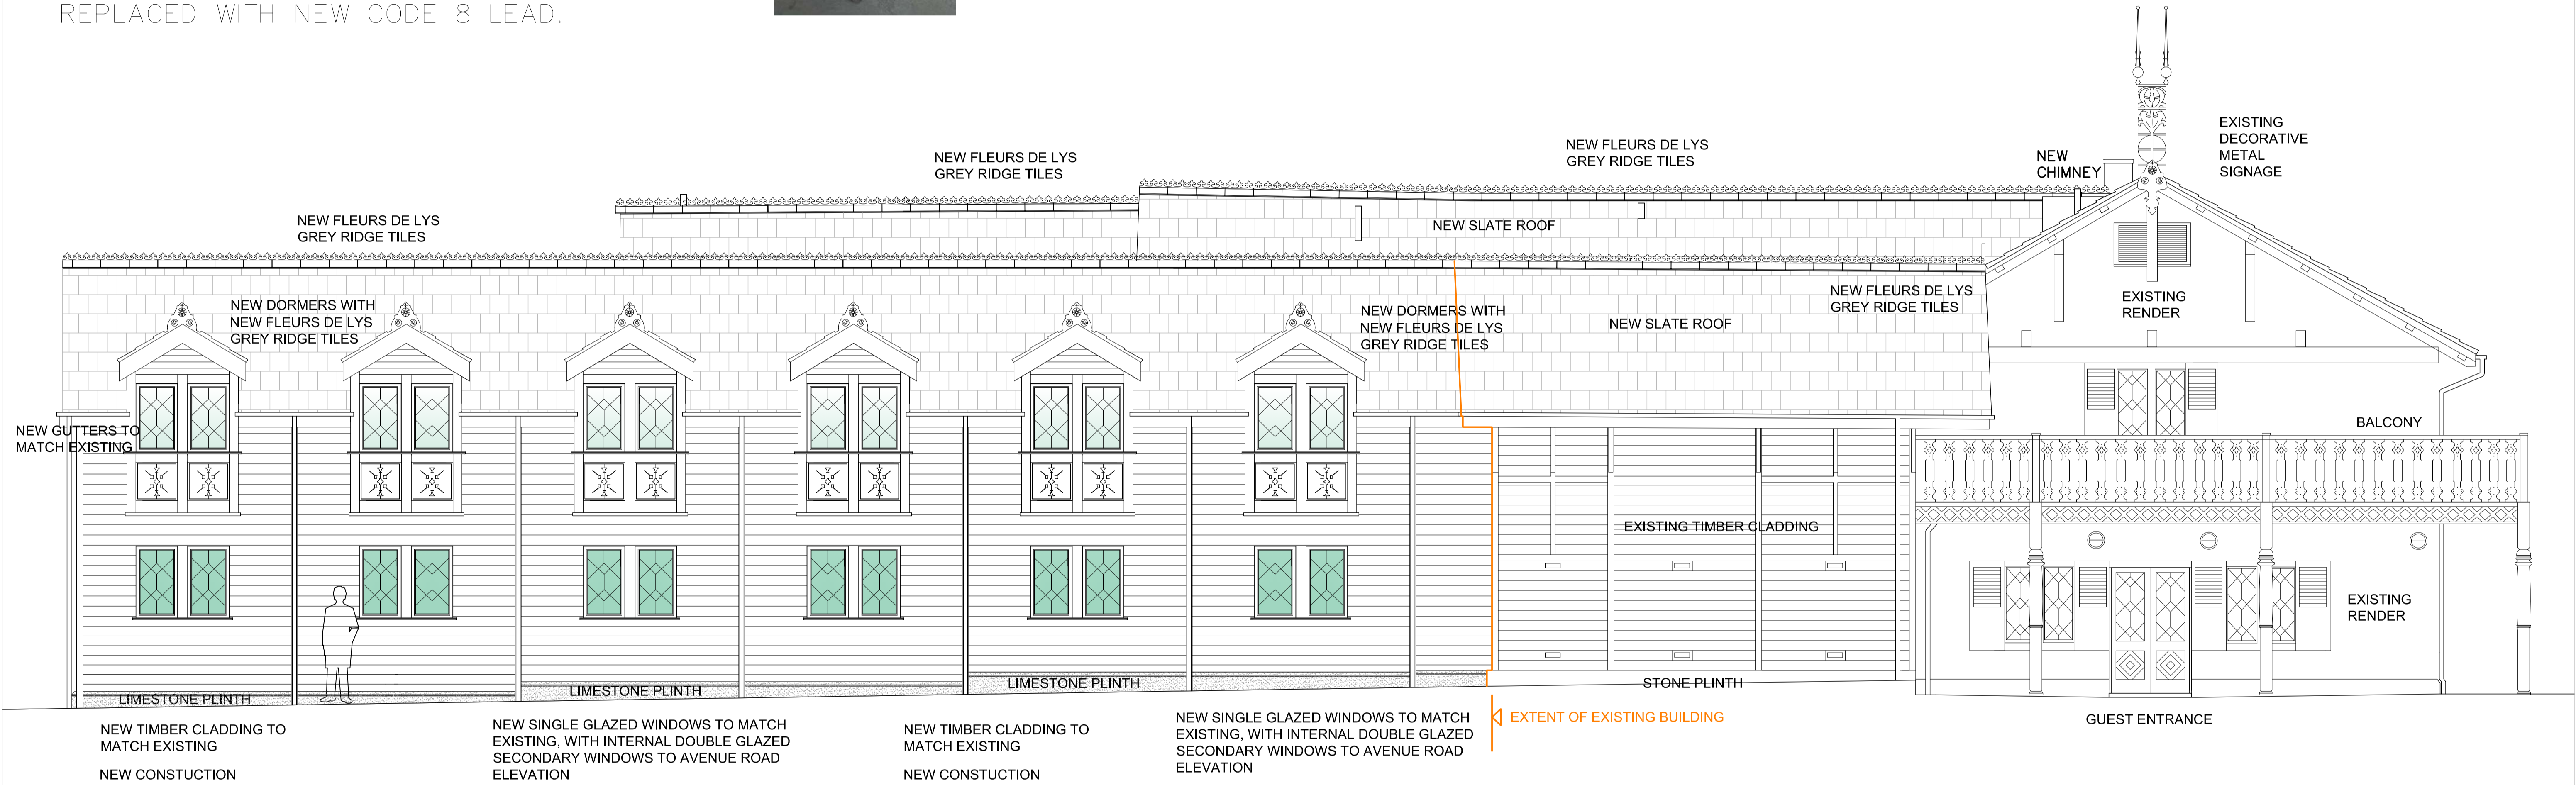 REPLACED WITH NEW CODE 8 LEAD.
EXISTING
DECORATIVE
METAL
SIGNAGE
NEW FLEURS DE LYS
GREY RIDGE TILES
NEW FLEURS DE LYS
GREY RIDGE TILES
NEW
CHIMNEY
NEW FLEURS DE LYS
GREY RIDGE TILES
NEW SLATE ROOF
NEW DORMERS WITH
NEW FLEURS DE LYS
GREY RIDGE TILES
NEW DORMERS WITH
NEW FLEURS DE LYS
GREY RIDGE TILES
NEW SLATE ROOF
NEW FLEURS DE LYS
GREY RIDGE TILES
EXISTING
RENDER
NEW GUTTERS TO
MATCH EXISTING
BALCONY
EXISTING TIMBER CLADDING
EXISTING
RENDER
LIMESTONE PLINTH
LIMESTONE PLINTH
LIMESTONE PLINTH
STONE PLINTH
NEW TIMBER CLADDING TO
MATCH EXISTING
NEW CONSTUCTION
NEW SINGLE GLAZED WINDOWS TO MATCH
EXISTING, WITH INTERNAL DOUBLE GLAZED
SECONDARY WINDOWS TO AVENUE ROAD
ELEVATION
NEW TIMBER CLADDING TO
MATCH EXISTING
NEW CONSTUCTION
NEW SINGLE GLAZED WINDOWS TO MATCH
EXISTING, WITH INTERNAL DOUBLE GLAZED
SECONDARY WINDOWS TO AVENUE ROAD
ELEVATION
EXTENT OF EXISTING BUILDING
GUEST ENTRANCE